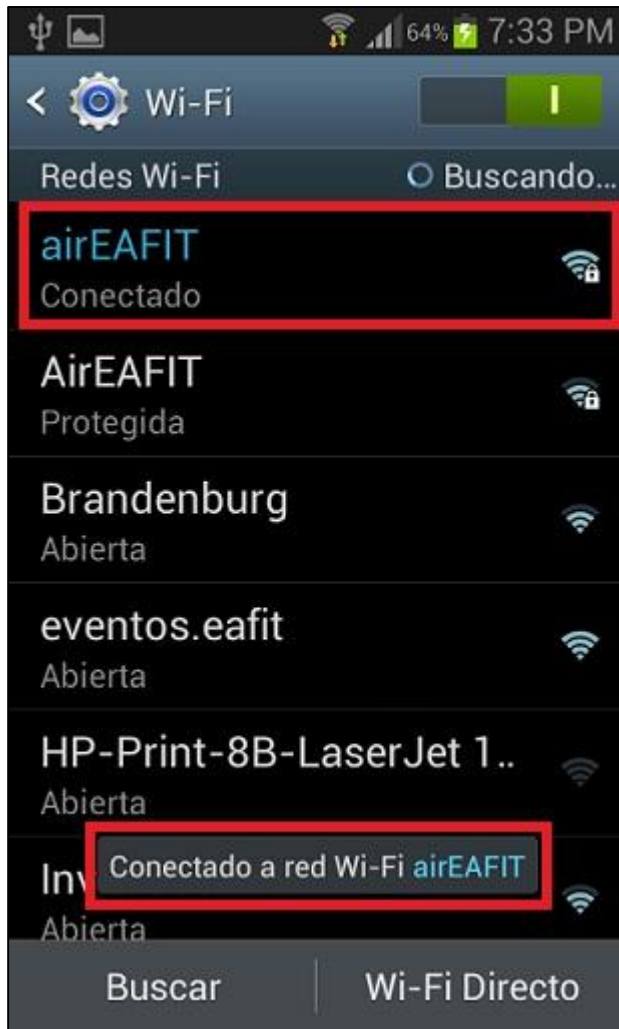 64% 7:33 PM
< Wi-Fi
Redes Wi-Fi Buscando...
airEAFIT
Conectado
AirEAFIT
Protegida
Brandenburg
Abierta
eventos.eafit
Abierta
HP-Print-8B-LaserJet 1..
Abierta
Conectado a red Wi-Fi airEAFIT
Abierta
Buscar Wi-Fi Directo